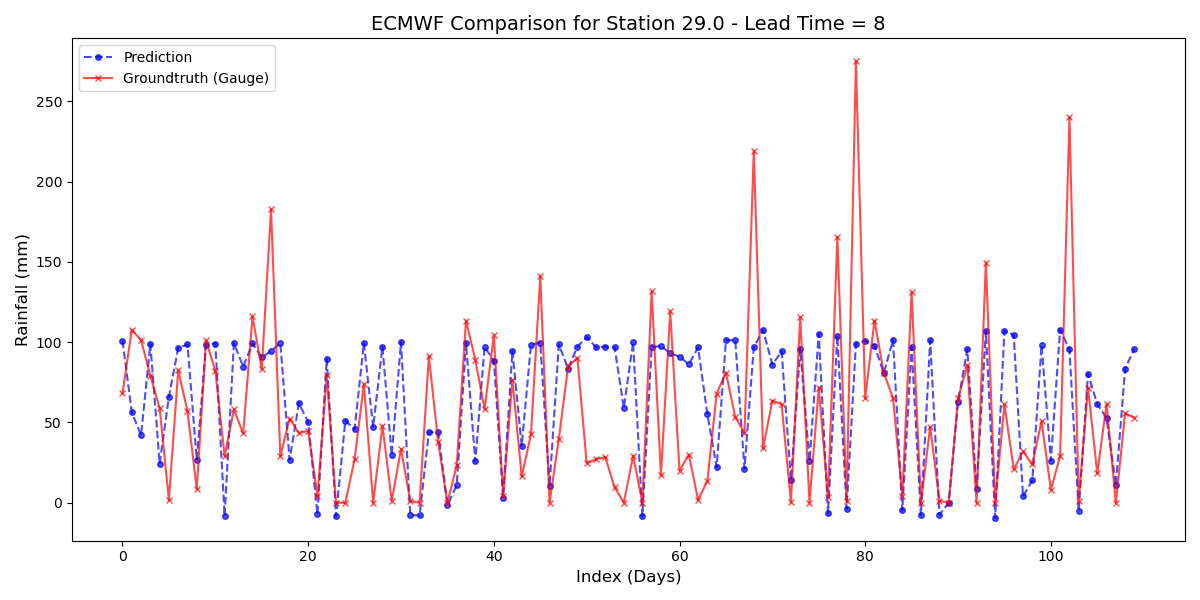 ECMWF Comparison for Station 29.0 - Lead Time = 8
Prediction
Groundtruth (Gauge)
Rainfall (mm)
250
200
150
100
50
0
0 20 40 60 80 100
Index (Days)